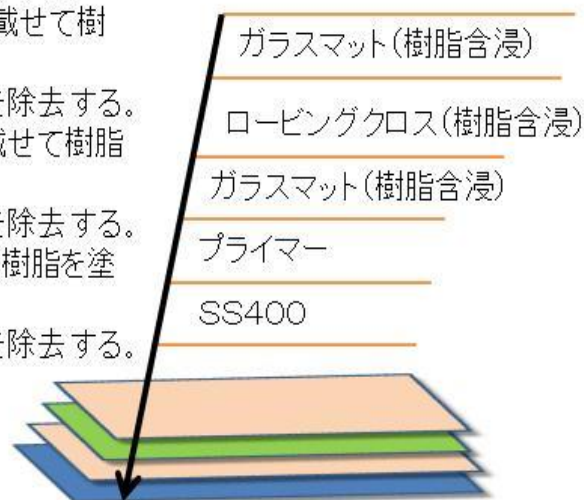 載せて樹
を除去する。
載せて樹脂
を除去する。
樹脂を塗
を除去する。
ガラスマット(樹脂含浸)
ロービングクロス(樹脂含浸)
ガラスマット(樹脂含浸)
プライマー
SS400